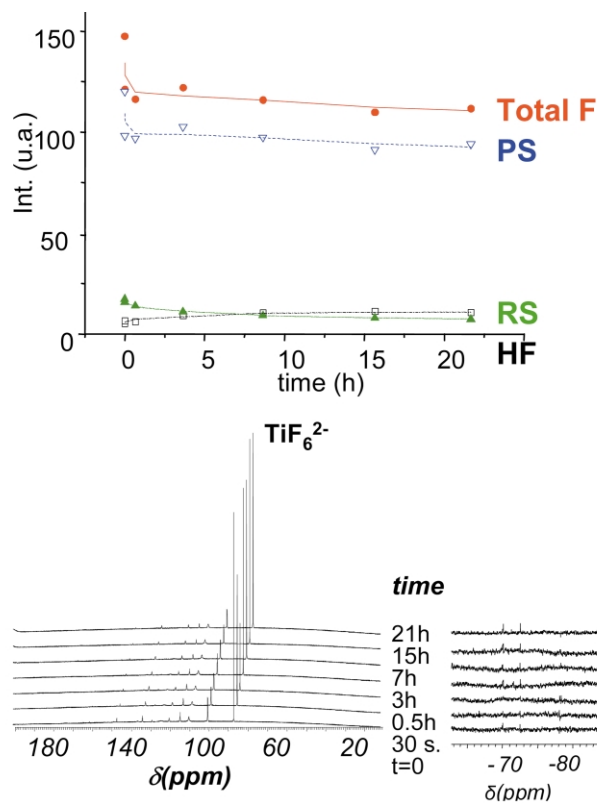 150
100
50
0
Int. (u.a.)
Total F
PS
RS
HF
0 5 10 15 20
time (h)
TiF₆²⁻
time
21h
15h
7h
3h
0.5h
30 s.
t=0
180 140 100 60 20
δ(ppm)
-70 -80
δ(ppm)